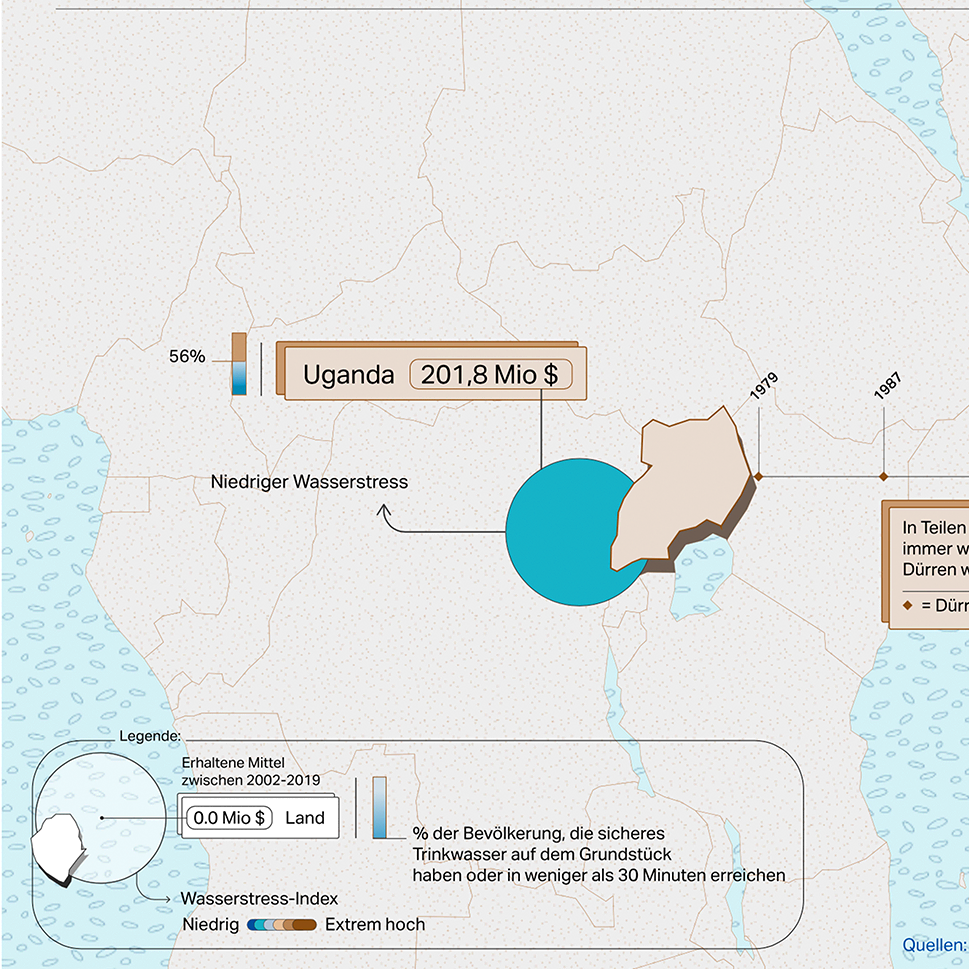 56%
Uganda 201,8 Mio $
1979
1987
Niedriger Wasserstress
In Teilen
immer w
Dürren w
= Dürr
Legende:
Erhaltene Mittel
zwischen 2002-2019
0.0 Mio $ Land
% der Bevölkerung, die sicheres
Trinkwasser auf dem Grundstück
haben oder in weniger als 30 Minuten erreichen
Wasserstress-Index
Niedrig Extrem hoch
Quellen: